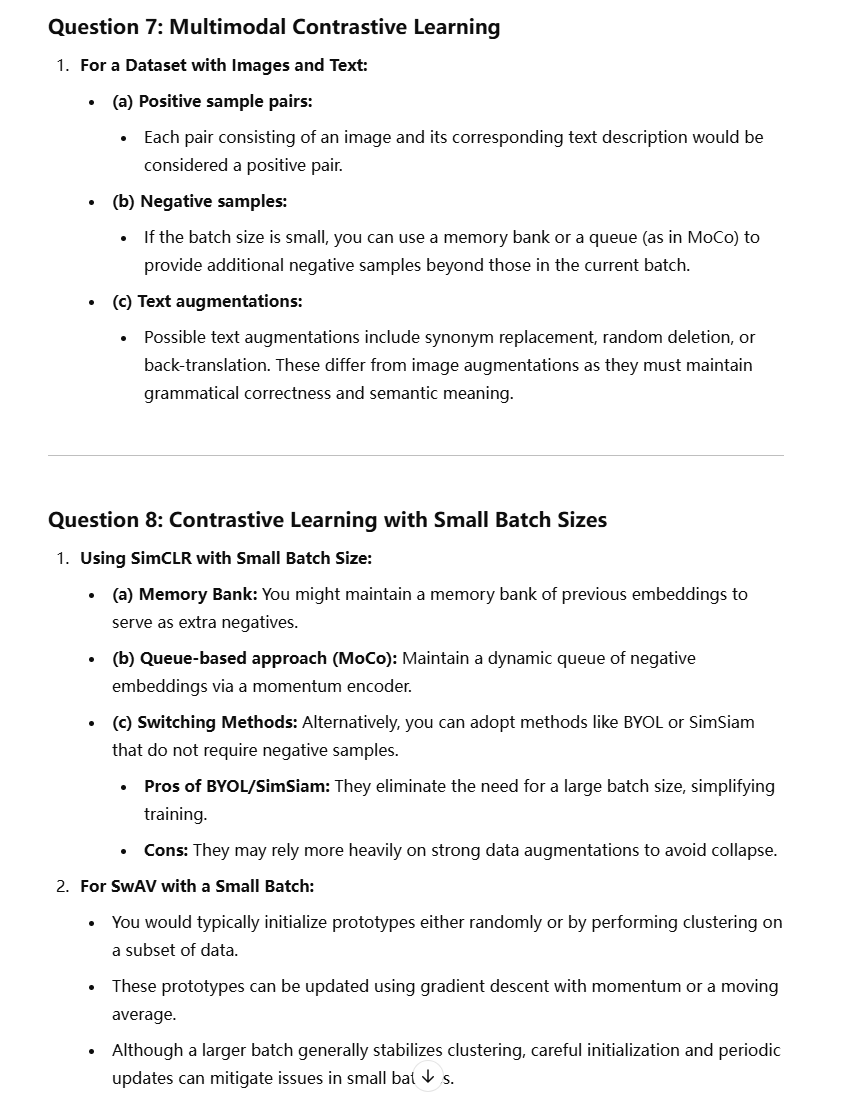 Question 7: Multimodal Contrastive Learning
1. For a Dataset with Images and Text:
• (a) Positive sample pairs:
• Each pair consisting of an image and its corresponding text description would be
considered a positive pair.
• (b) Negative samples:
• If the batch size is small, you can use a memory bank or a queue (as in MoCo) to
provide additional negative samples beyond those in the current batch.
• (c) Text augmentations:
• Possible text augmentations include synonym replacement, random deletion, or
back-translation. These differ from image augmentations as they must maintain
grammatical correctness and semantic meaning.
Question 8: Contrastive Learning with Small Batch Sizes
1. Using SimCLR with Small Batch Size:
• (a) Memory Bank: You might maintain a memory bank of previous embeddings to
serve as extra negatives.
• (b) Queue-based approach (MoCo): Maintain a dynamic queue of negative
embeddings via a momentum encoder.
• (c) Switching Methods: Alternatively, you can adopt methods like BYOL or SimSiam
that do not require negative samples.
• Pros of BYOL/SimSiam: They eliminate the need for a large batch size, simplifying
training.
• Cons: They may rely more heavily on strong data augmentations to avoid collapse.
2. For SwAV with a Small Batch:
• You would typically initialize prototypes either randomly or by performing clustering on
a subset of data.
• These prototypes can be updated using gradient descent with momentum or a moving
average.
• Although a larger batch generally stabilizes clustering, careful initialization and periodic
updates can mitigate issues in small